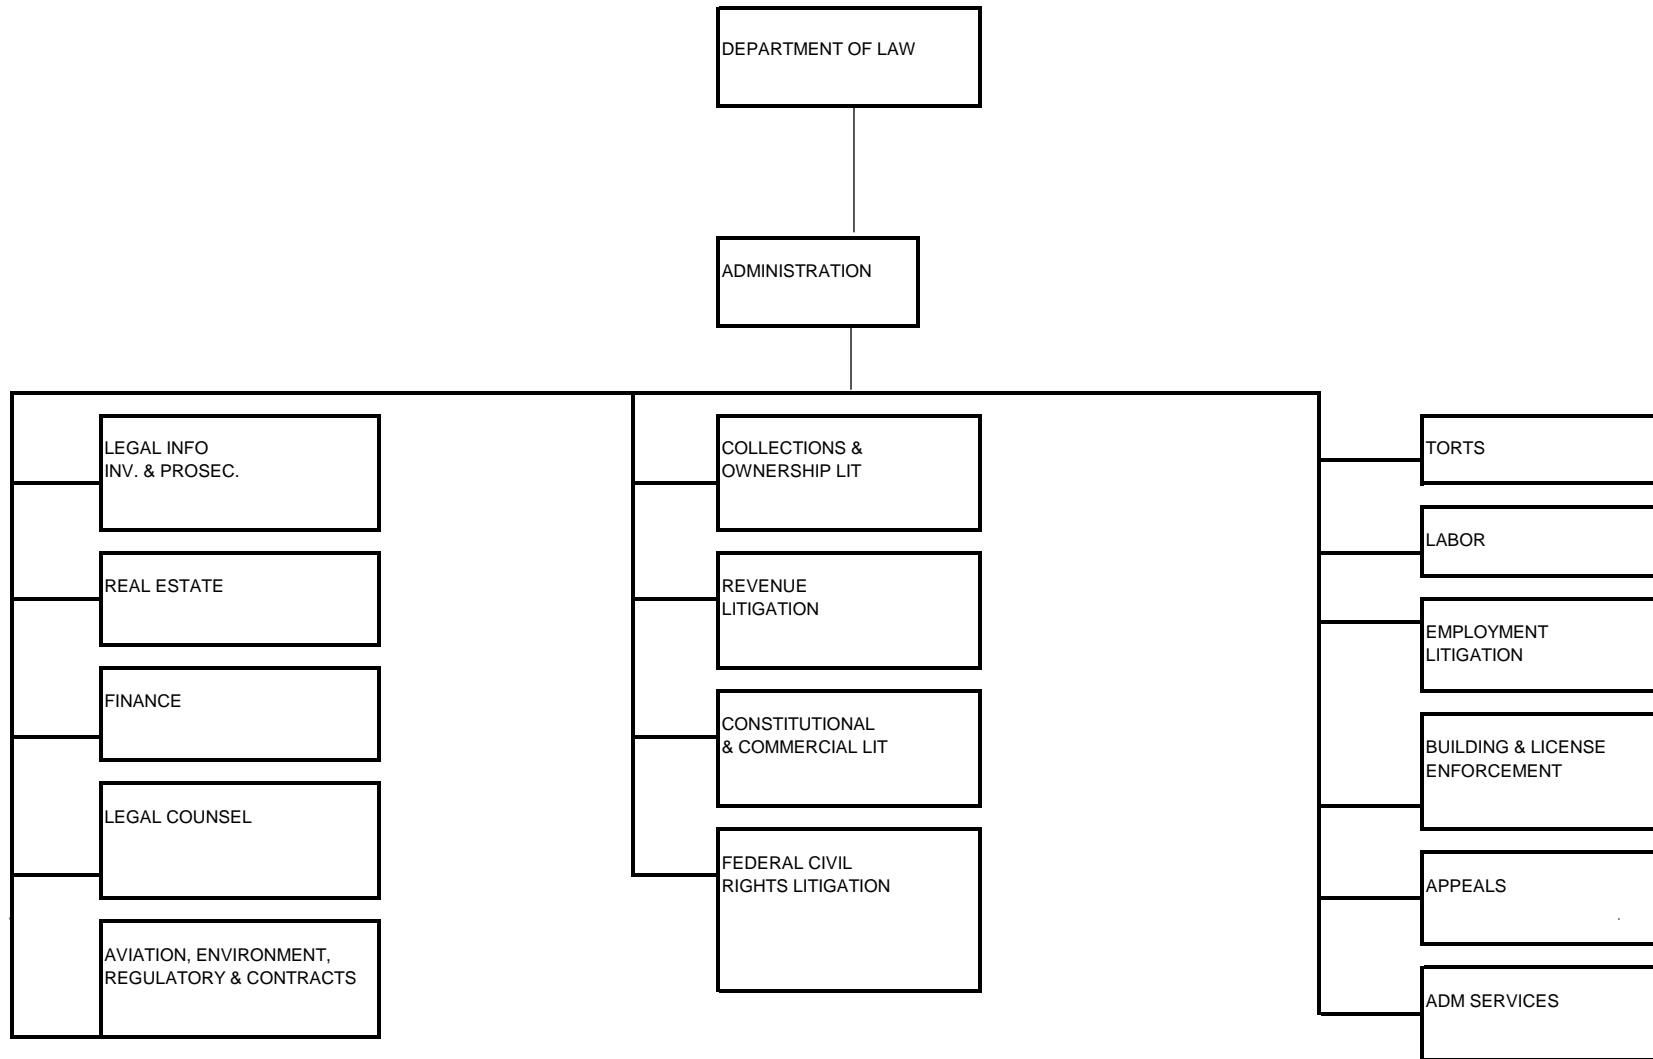 DEPARTMENT OF LAW
ADMINISTRATION
LEGAL INFO
INV. & PROSEC.
REAL ESTATE
FINANCE
LEGAL COUNSEL
AVIATION, ENVIRONMENT,
REGULATORY & CONTRACTS
COLLECTIONS &
OWNERSHIP LIT
REVENUE
LITIGATION
CONSTITUTIONAL
& COMMERCIAL LIT
FEDERAL CIVIL
RIGHTS LITIGATION
TORTS
LABOR
EMPLOYMENT
LITIGATION
BUILDING & LICENSE
ENFORCEMENT
APPEALS
ADM SERVICES